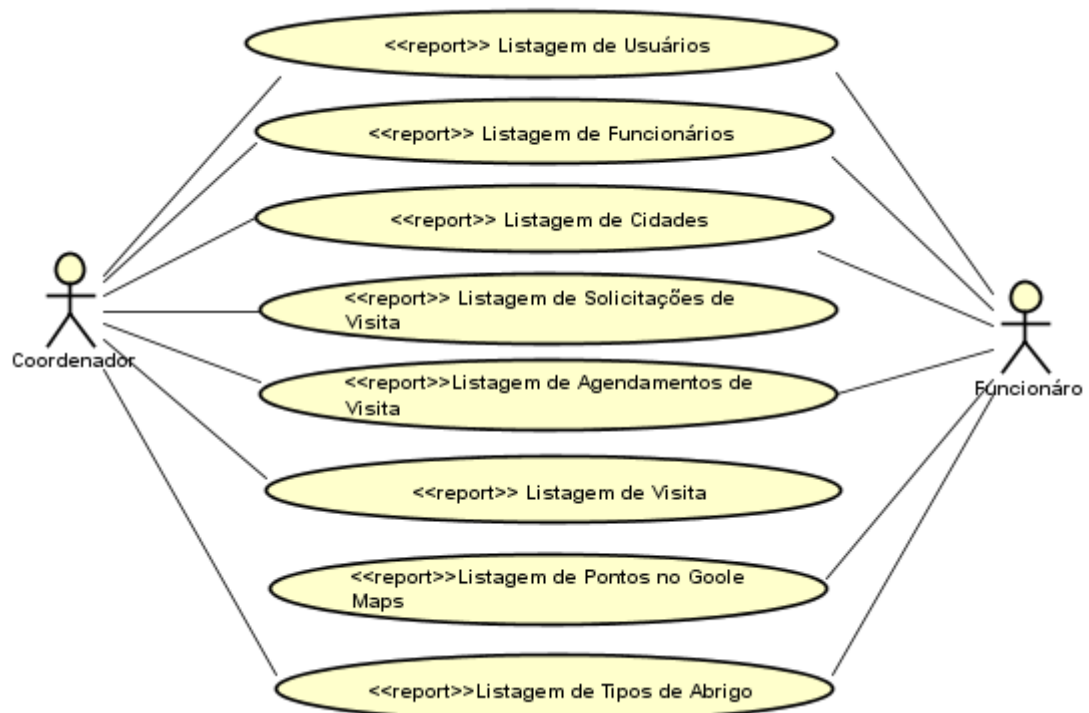 <<report>> Listagem de Usuários
<<report>> Listagem de Funcionários
<<report>> Listagem de Cidades
<<report>> Listagem de Solicitações de
Visita
Coordenador
<<report>>Listagem de Agendamentos de
Visita
Funcionáro
<<report>> Listagem de Visita
<<report>>Listagem de Pontos no Goole
Maps
<<report>>Listagem de Tipos de Abrigo